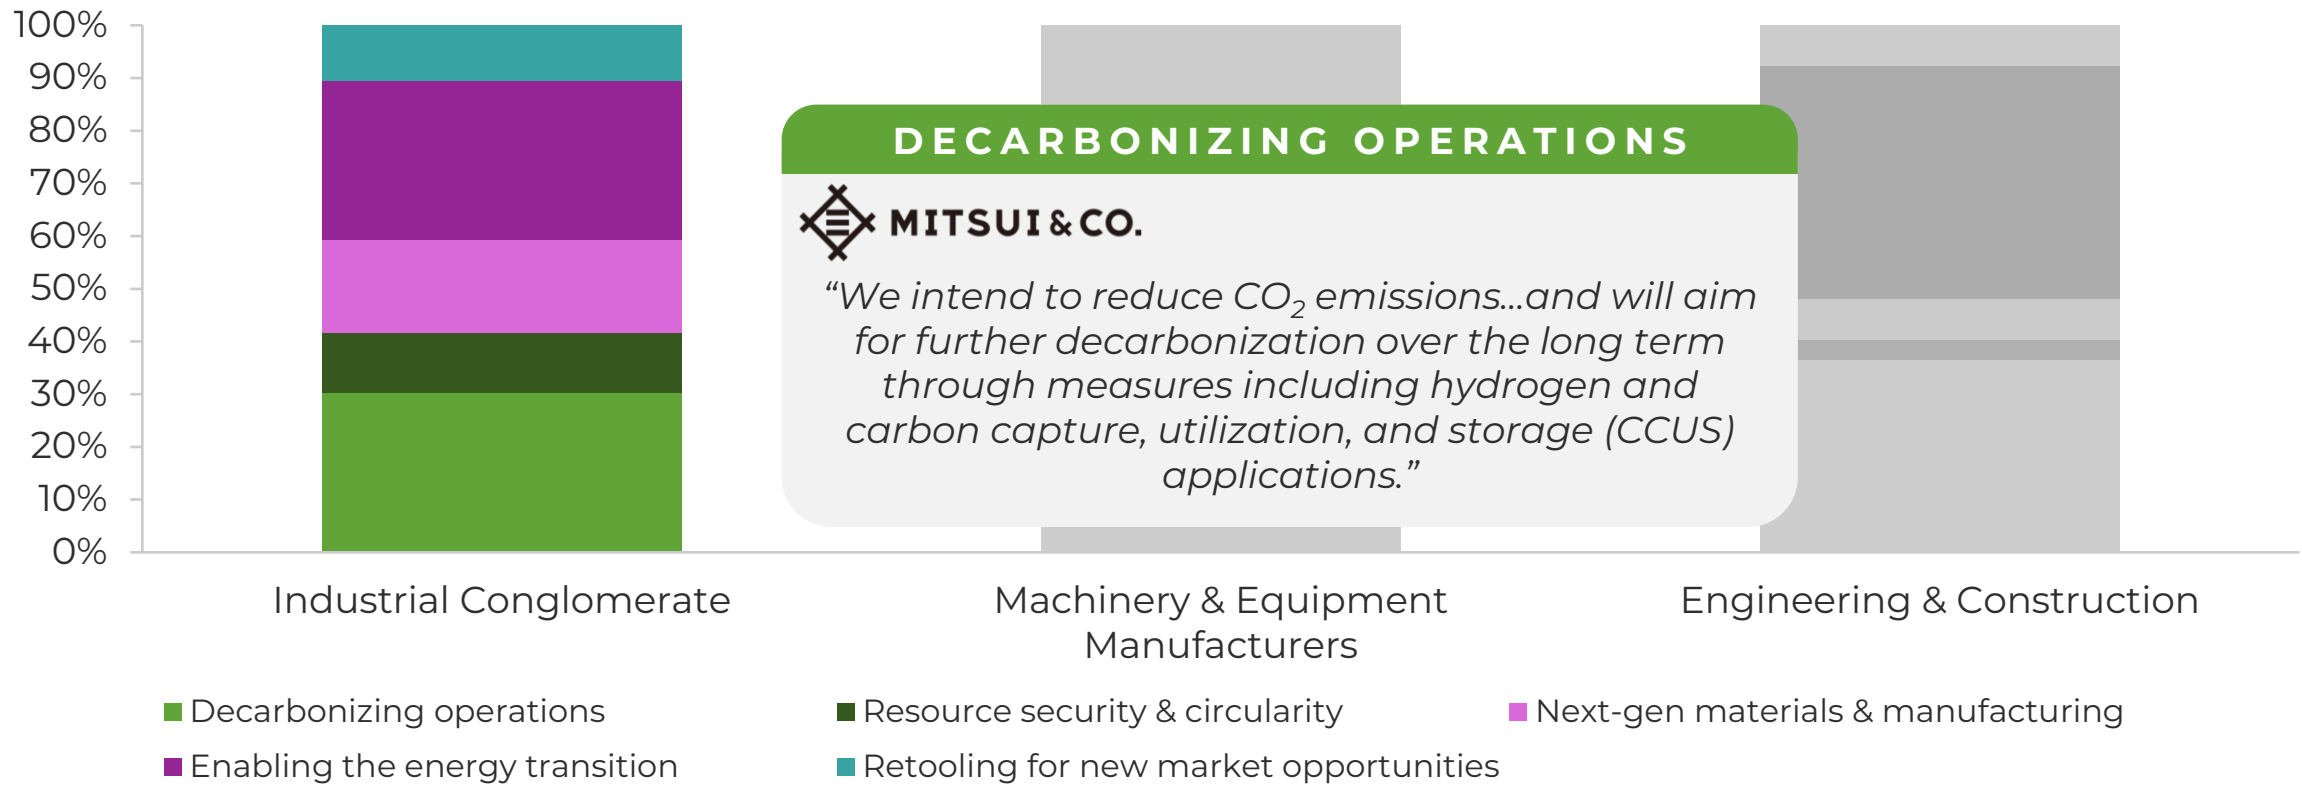 100%
90%
80%
70%
60%
50%
40%
30%
20%
10%
0%
DECARBONIZING OPERATIONS
MITSUI & CO.
“We intend to reduce CO₂ emissions...and will aim
for further decarbonization over the long term
through measures including hydrogen and
carbon capture, utilization, and storage (CCUS)
applications.”
Industrial Conglomerate
Machinery & Equipment
Manufacturers
Engineering & Construction
Decarbonizing operations
Resource security & circularity
Next-gen materials & manufacturing
Enabling the energy transition
Retooling for new market opportunities